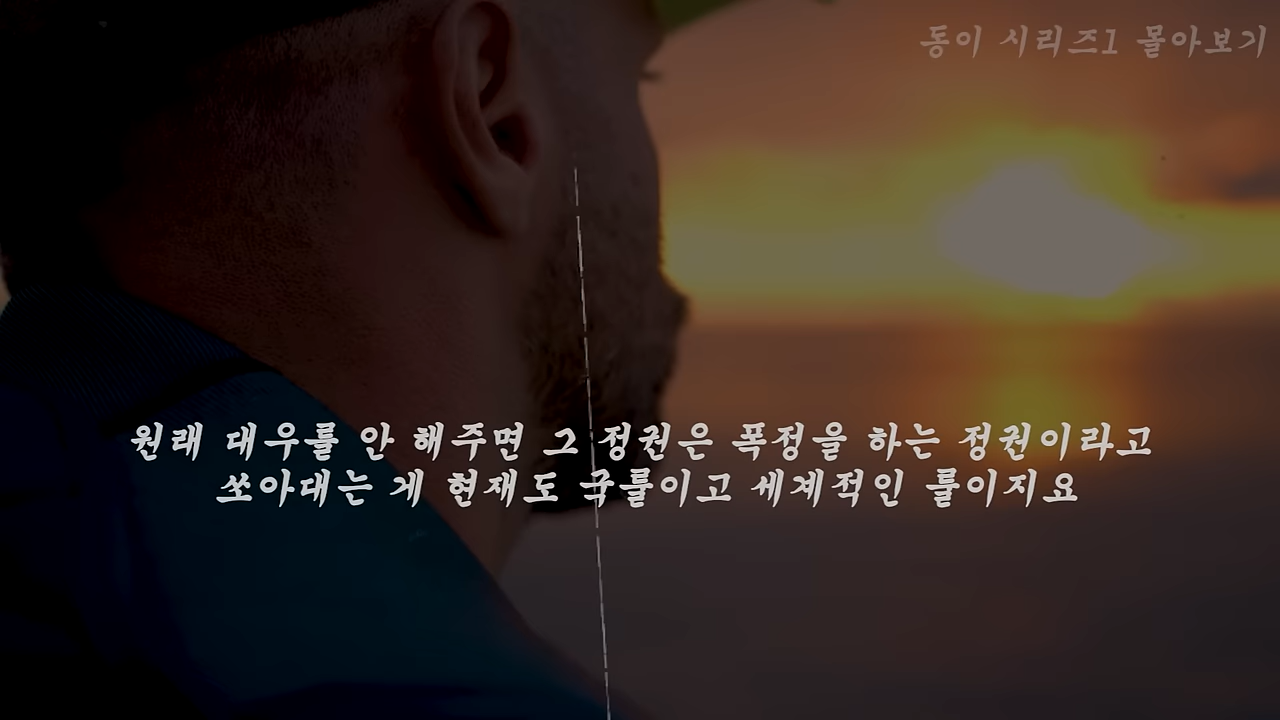 동이 시리즈1 몰아보기
원래 대우를 안 해주면 그 정권은 폭정을 하는 정권이라고
쏘아대는 게 현재도 국룰이고 세계적인 룰이지요